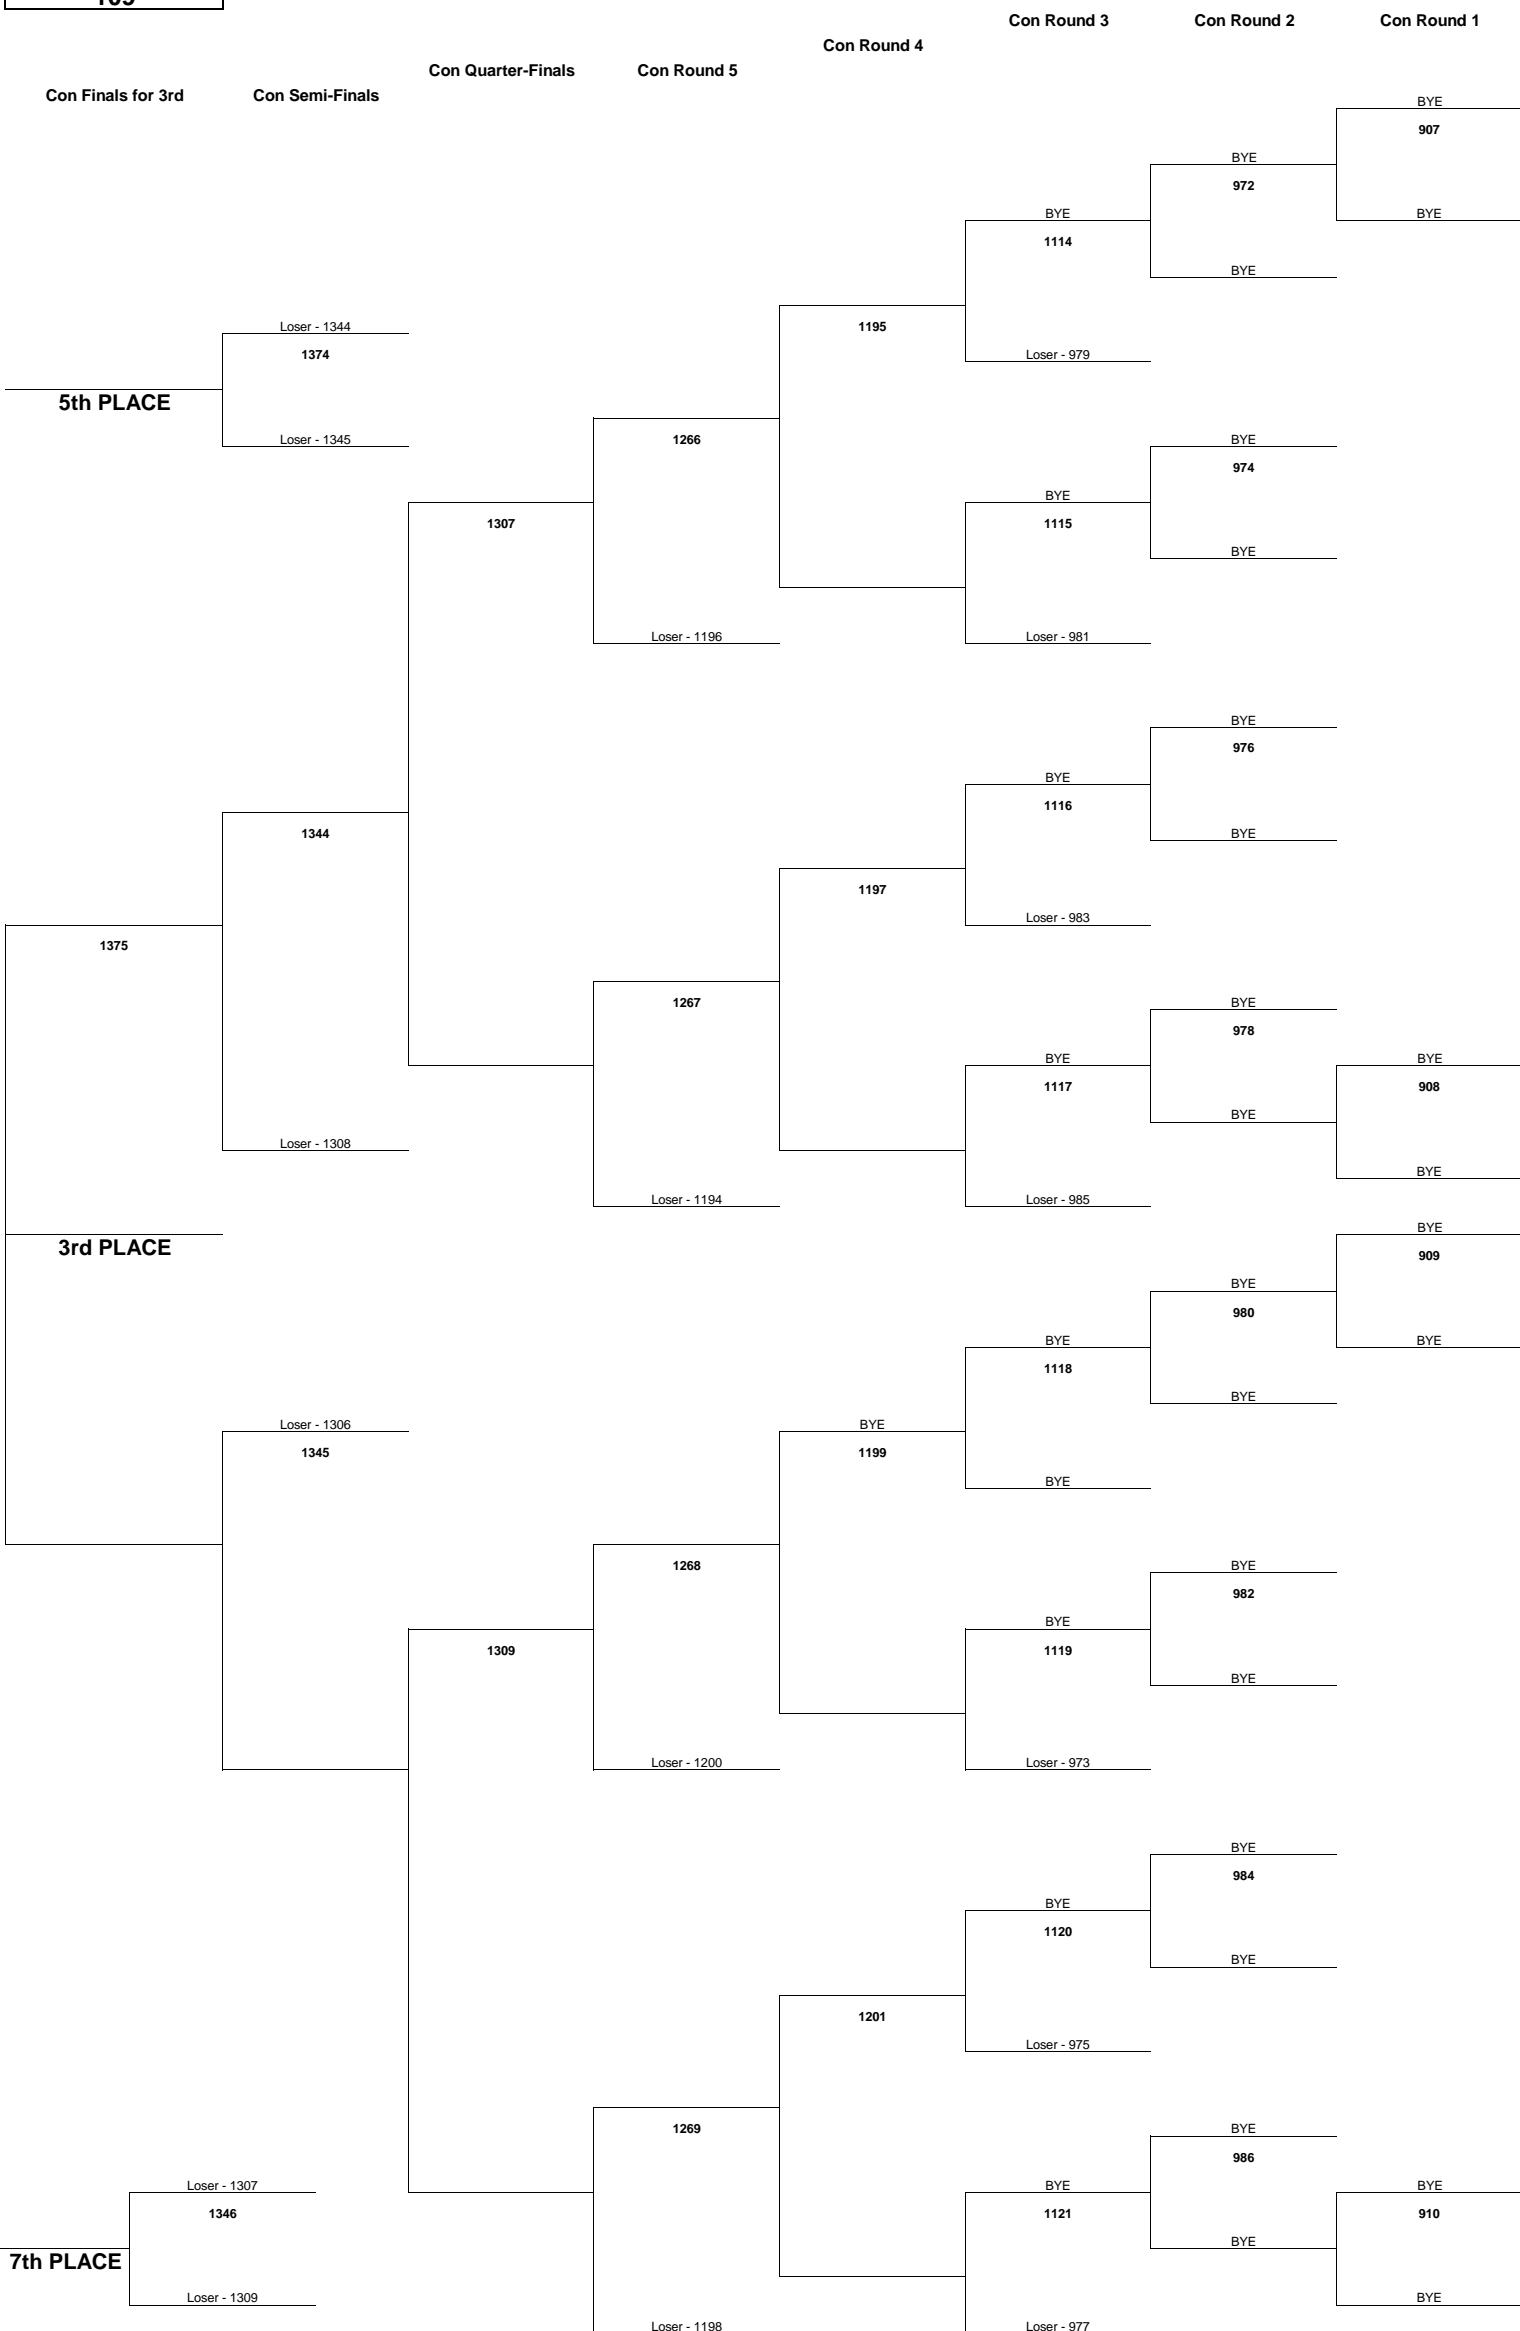 109
Con Round 3 Con Round 2 Con Round 1
Con Round 4
Con Quarter-Finals Con Round 5
Con Finals for 3rd Con Semi-Finals
BYE
907
BYE
972
BYE BYE
1114
BYE
Loser - 1344 1195
1374 Loser - 979
5th PLACE
Loser - 1345 1266 BYE
974
BYE
1307 1115
BYE
Loser - 1196 Loser - 981
BYE
976
BYE
1116
1344 BYE
1197
Loser - 983
1375
1267 BYE
978
BYE BYE
1117 908
BYE
Loser - 1308
BYE
Loser - 1194 Loser - 985
BYE
3rd PLACE
909
BYE
980
BYE BYE
1118
BYE
Loser - 1306 BYE
1345 1199
BYE
1268 BYE
982
BYE
1309 1119
BYE
Loser - 1200 Loser - 973
BYE
984
BYE
1120
BYE
1201
Loser - 975
1269 BYE
986
Loser - 1307 BYE BYE
1346 1121 910
BYE
7th PLACE
Loser - 1309 BYE
Loser - 1198 Loser - 977